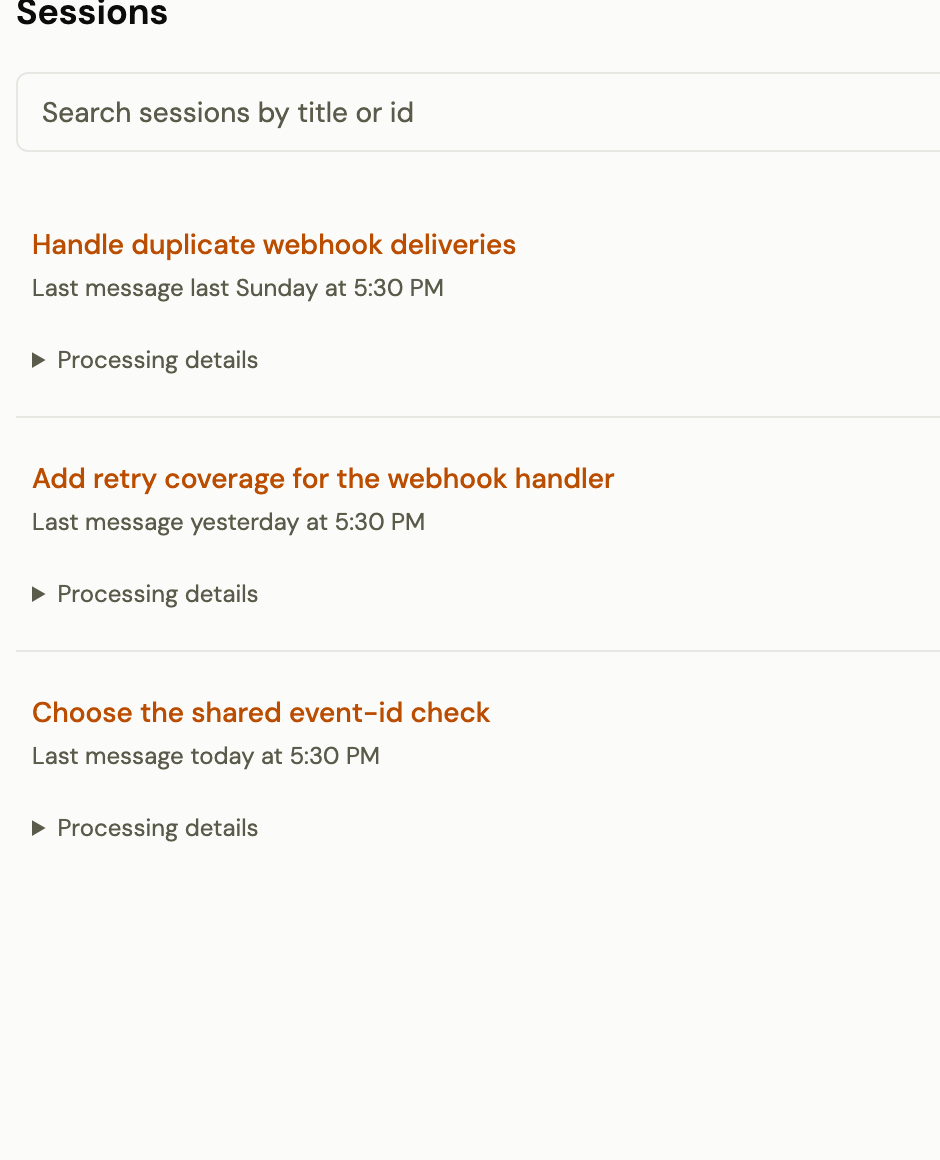 Sessions
Search sessions by title or id
Handle duplicate webhook deliveries
Last message last Sunday at 5:30 PM
Processing details
Add retry coverage for the webhook handler
Last message yesterday at 5:30 PM
Processing details
Choose the shared event-id check
Last message today at 5:30 PM
Processing details